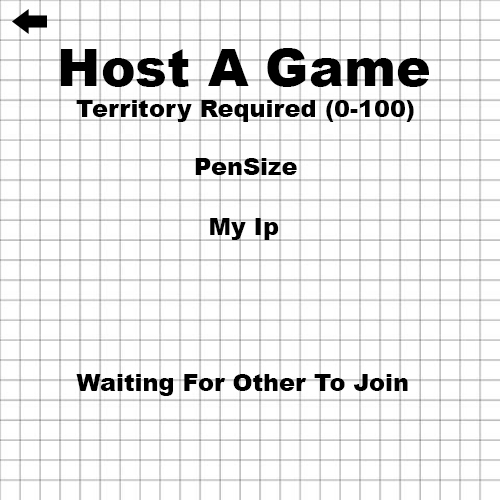 Host A Game
Territory Required (0-100)
PenSize
My Ip
Waiting For Other To Join